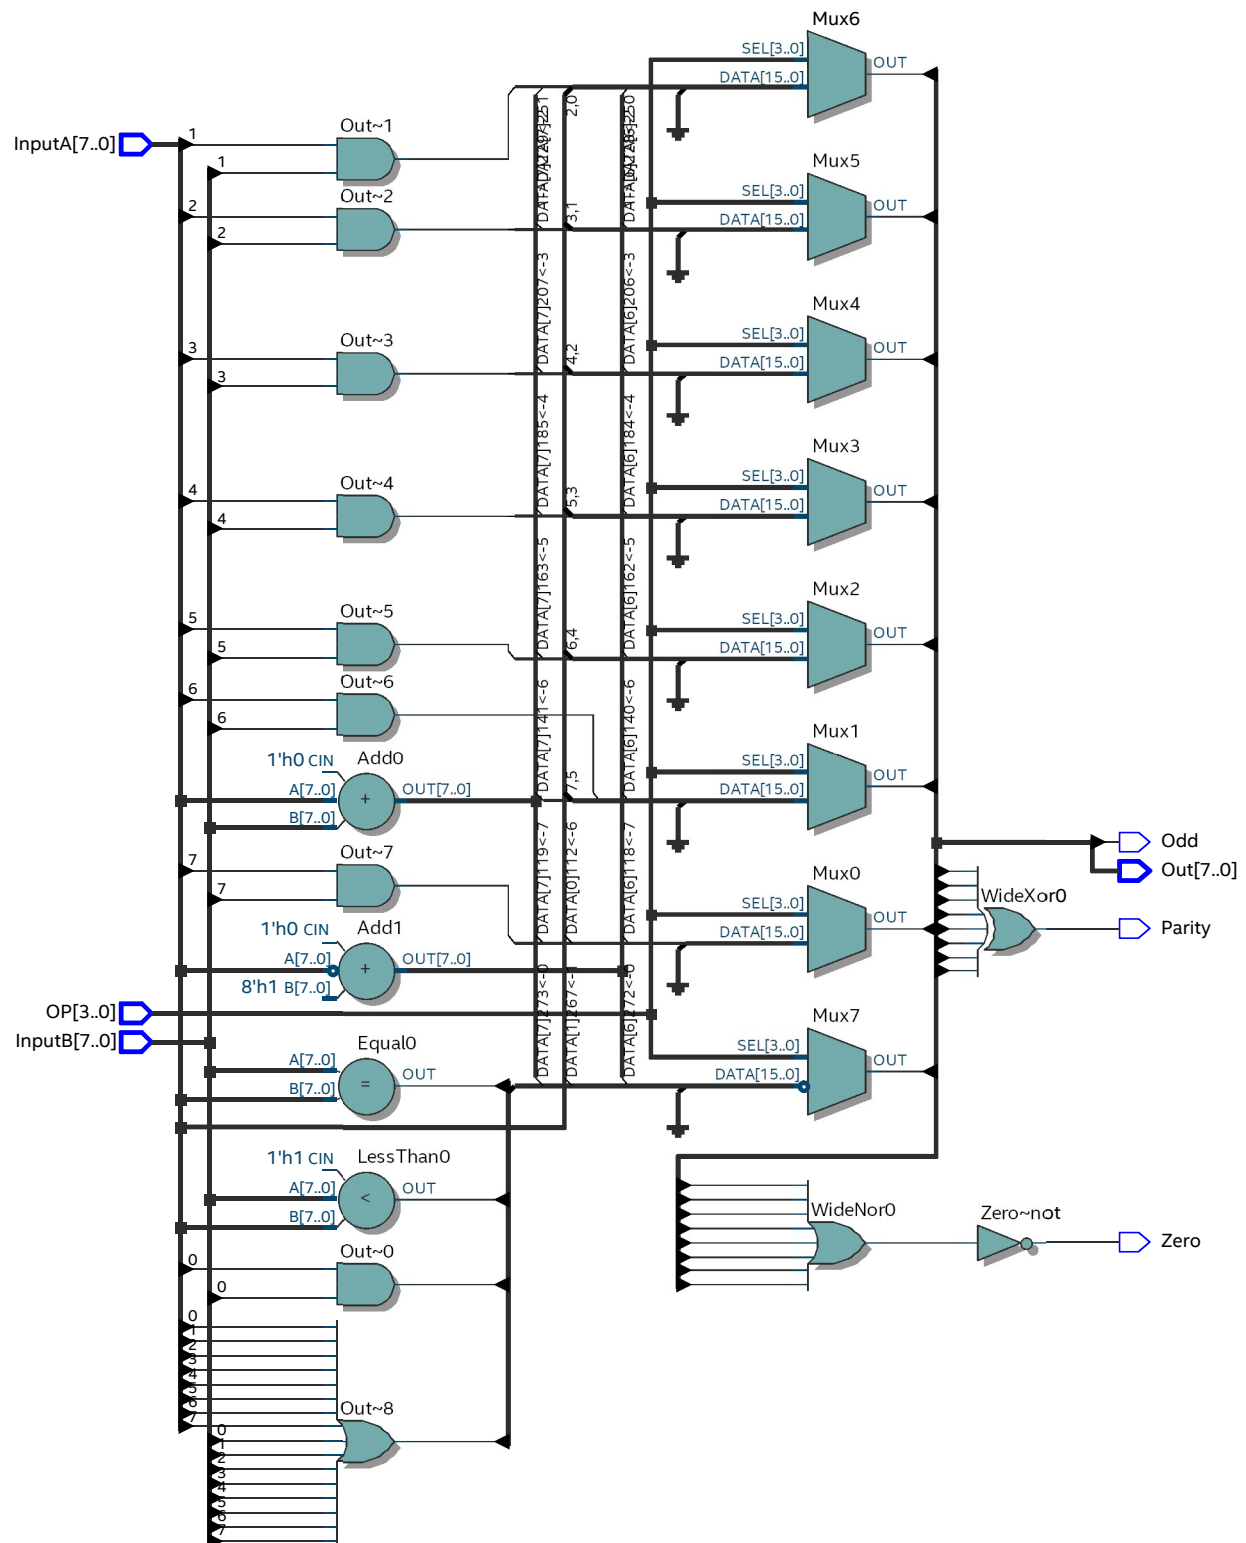 Mux6
SEL[3..0]
OUT
DATA[15..0]
2,0
Out~1
InputA[7..0]
1
1
Mux5
SEL[3..0]
OUT
DATA[15..0]
Out~2
2
2
3,1
DATA[7]207<-3
DATA[6]206<-3
Mux4
SEL[3..0]
OUT
DATA[15..0]
Out~3
3
3
4,2
DATA[7]185<-4
DATA[6]184<-4
Mux3
SEL[3..0]
OUT
DATA[15..0]
Out~4
4
4
5,3
DATA[7]163<-5
DATA[6]162<-5
Mux2
SEL[3..0]
OUT
DATA[15..0]
Out~5
5
5
6,4
Out~6
6
6
DATA[7]141<-6
DATA[6]140<-6
Mux1
SEL[3..0]
OUT
DATA[15..0]
Add0
1'h0 CIN
A[7..0]
B[7..0]
+
OUT[7..0]
7,5
DATA[7]119<-7
DATA[0]112<-6
DATA[6]118<-7
Odd
Out[7..0]
Out~7
7
7
Mux0
SEL[3..0]
OUT
DATA[15..0]
WideXor0
Parity
Add1
1'h0 CIN
A[7..0]
8'h1 B[7..0]
+
OUT[7..0]
DATA[7]273<-0
DATA[6]272<-0
OP[3..0]
InputB[7..0]
Mux7
SEL[3..0]
OUT
DATA[15..0]
Equal0
A[7..0]
B[7..0]
=
OUT
LessThan0
1'h1 CIN
A[7..0]
B[7..0]
<
OUT
WideNor0
Zero~not
Zero
Out~0
0
0
Out~8
0
1
2
3
4
5
6
7
0
1
2
3
4
5
6
7